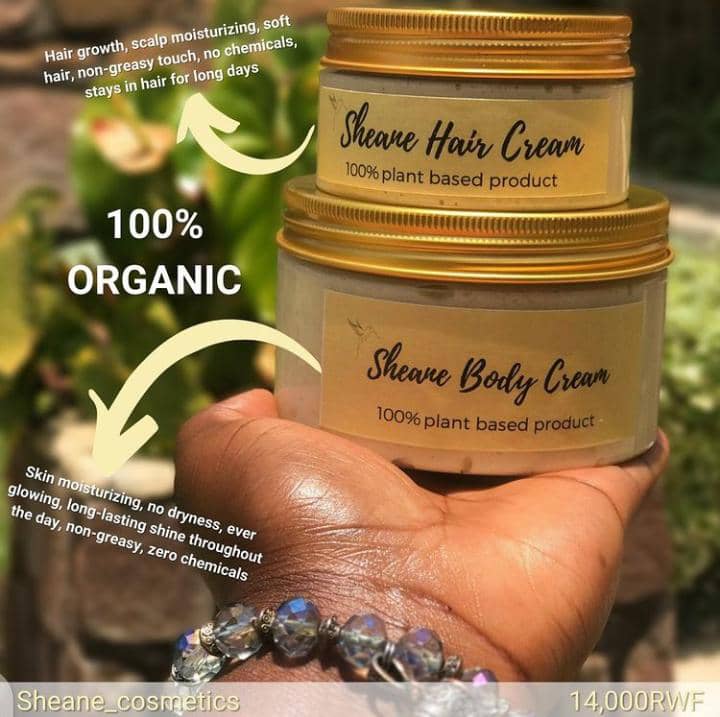 Hair growth, scalp moisturizing, soft
hair, non-greasy touch, no chemicals,
stays in hair for long days
Sheane Hair Cream
100% plant based product
100%
ORGANIC
Sheane Body Cream
100% plant based product
Skin moisturizing, no dryness, ever
glowing, long-lasting shine throughout
the day, non-greasy, zero chemicals
Sheane_cosmetics
14,000RWF